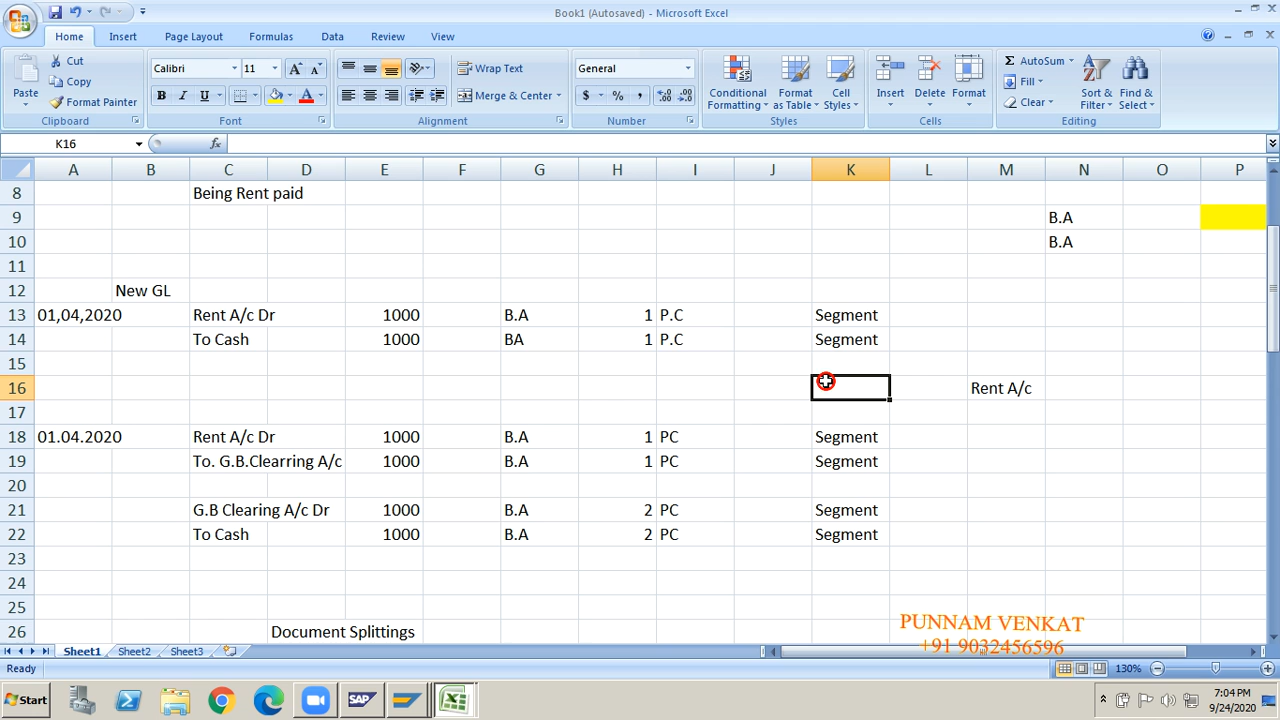 Book1 (Autosaved) - Microsoft Excel
Home Insert Page Layout Formulas Data Review View
Paste Cut Copy Format Painter Calibri 11 Wrap Text Merge & Center General Conditional Formatting Format as Table Cell Styles Insert Delete Format AutoSum Fill Clear Sort & Filter Find & Select
B I U A A A $ % , .0 .00 .00 .0
Clipboard Font Alignment Number Styles Cells Editing
K16 fx
A B C D E F G H I J K L M N O P
8 Being Rent paid
9 B.A
10 B.A
11
12 New GL
13 01,04,2020 Rent A/c Dr 1000 B.A 1 P.C Segment
14 To Cash 1000 BA 1 P.C Segment
15
16 Rent A/c
17
18 01.04.2020 Rent A/c Dr 1000 B.A 1 PC Segment
19 To. G.B.Clearring A/c 1000 B.A 1 PC Segment
20
21 G.B Clearing A/c Dr 1000 B.A 2 PC Segment
22 To Cash 1000 B.A 2 PC Segment
23
24
25
26 Document Splittings
PUNNAM VENKAT
+91 9032456596
Sheet1 Sheet2 Sheet3
Ready 130%
Start SAP 7:04 PM
9/24/2020